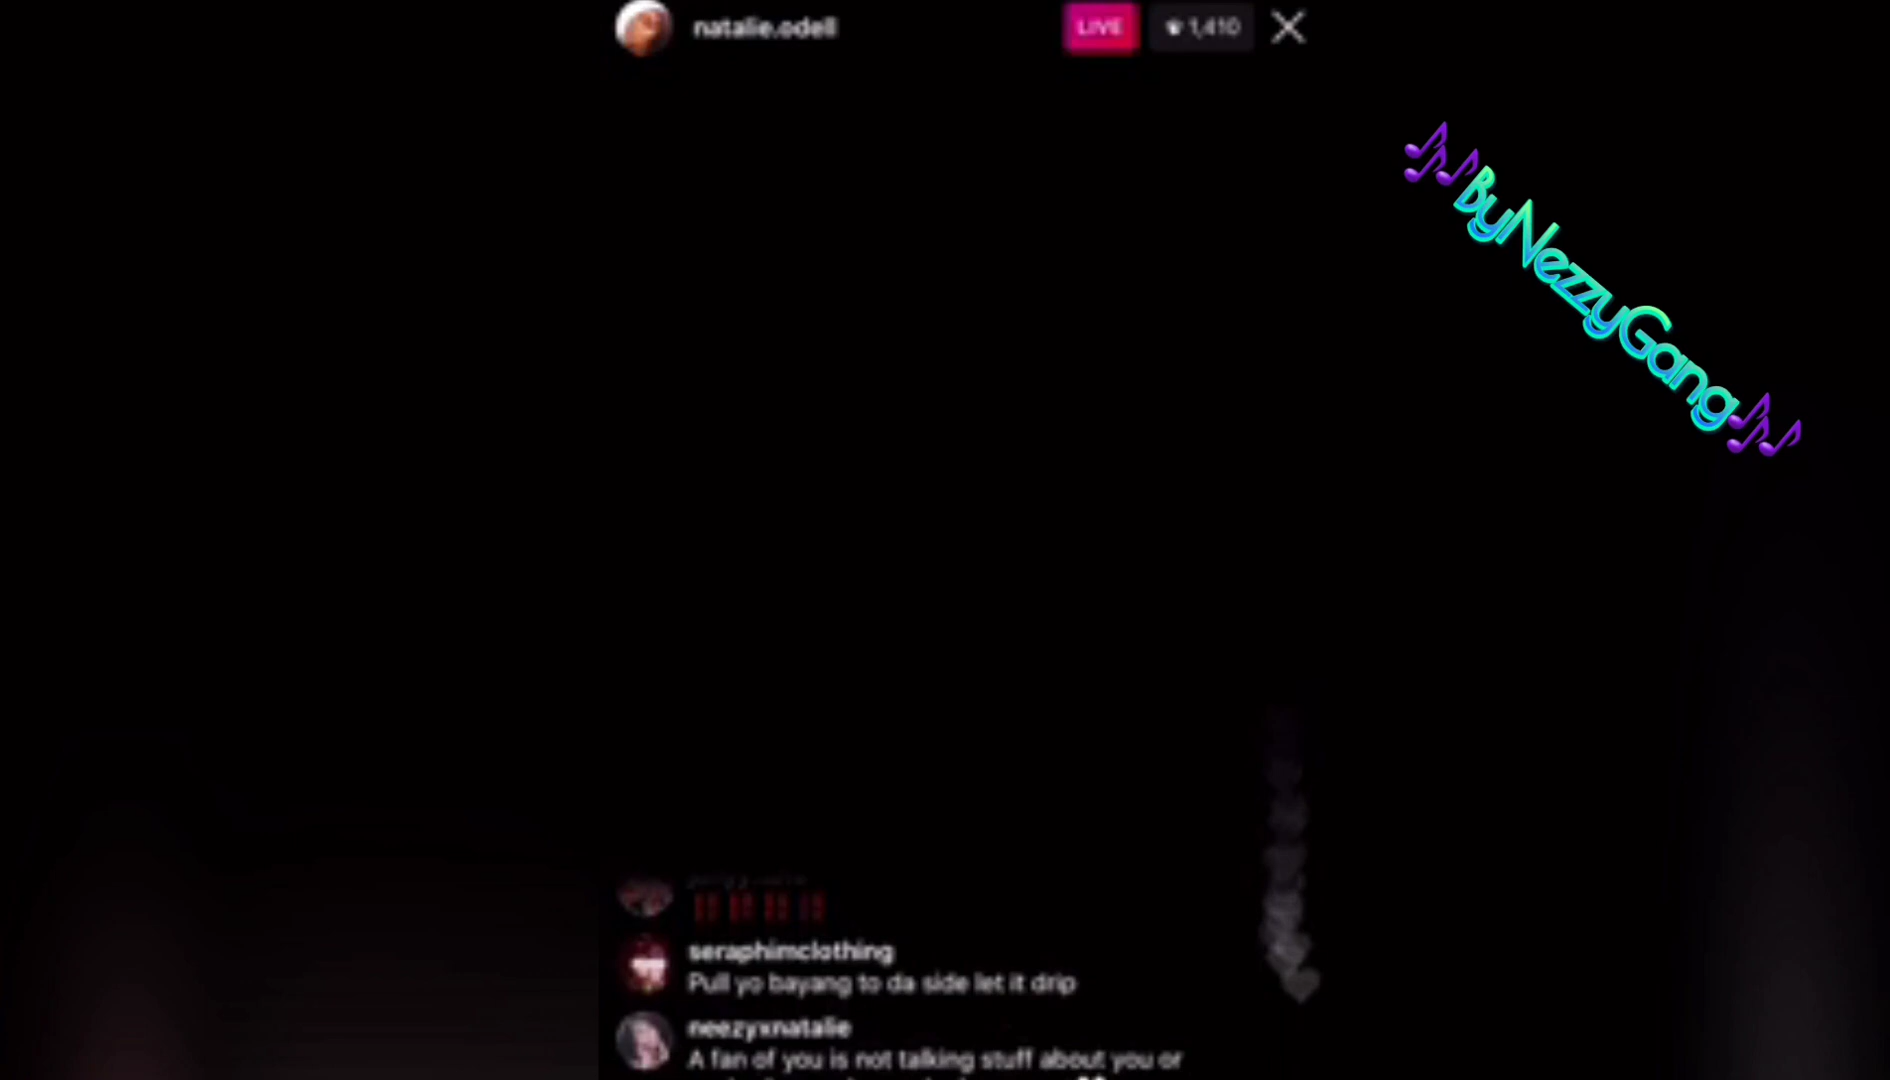 natalie.odell
LIVE
1,410
ByNezzyGang
seraphimclothing
Pull yo bayang to da side let it drip
neezyxnatalie
A fan of you is not talking stuff about you or